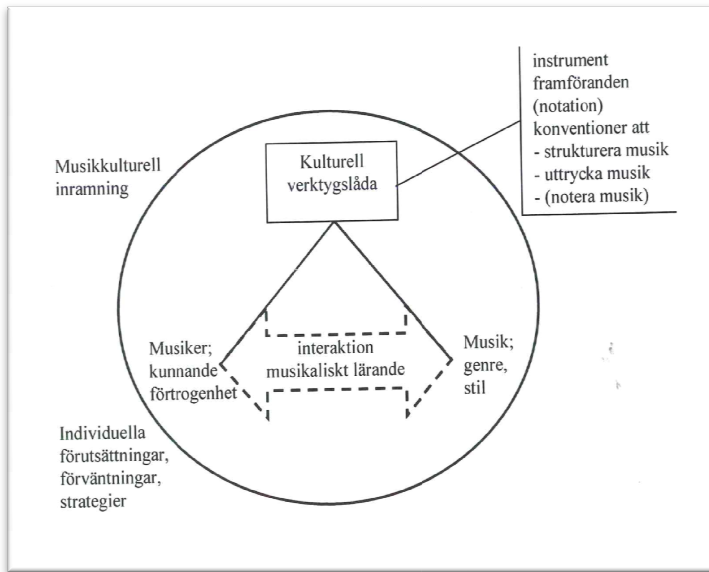 instrument
framföranden
(notation)
konventioner att
- strukturera musik
- uttrycka musik
- (notera musik)
Musikkulturell
inramning
Kulturell
verktygslåda
Musiker;
kunnande
förtrogenhet
interaktion
musikaliskt lärande
Musik;
genre,
stil
Individuella
förutsättningar,
förväntningar,
strategier